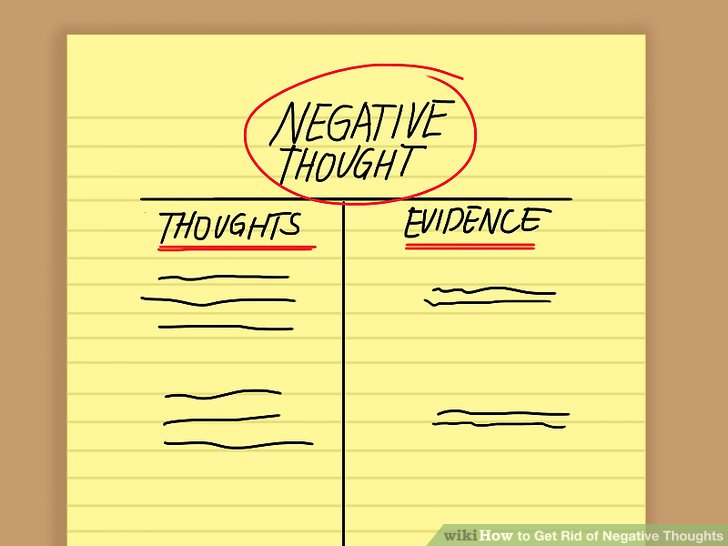 NEGATIVE
THOUGHT
THOUGHTS
EVIDENCE
wikiHow to Get Rid of Negative Thoughts